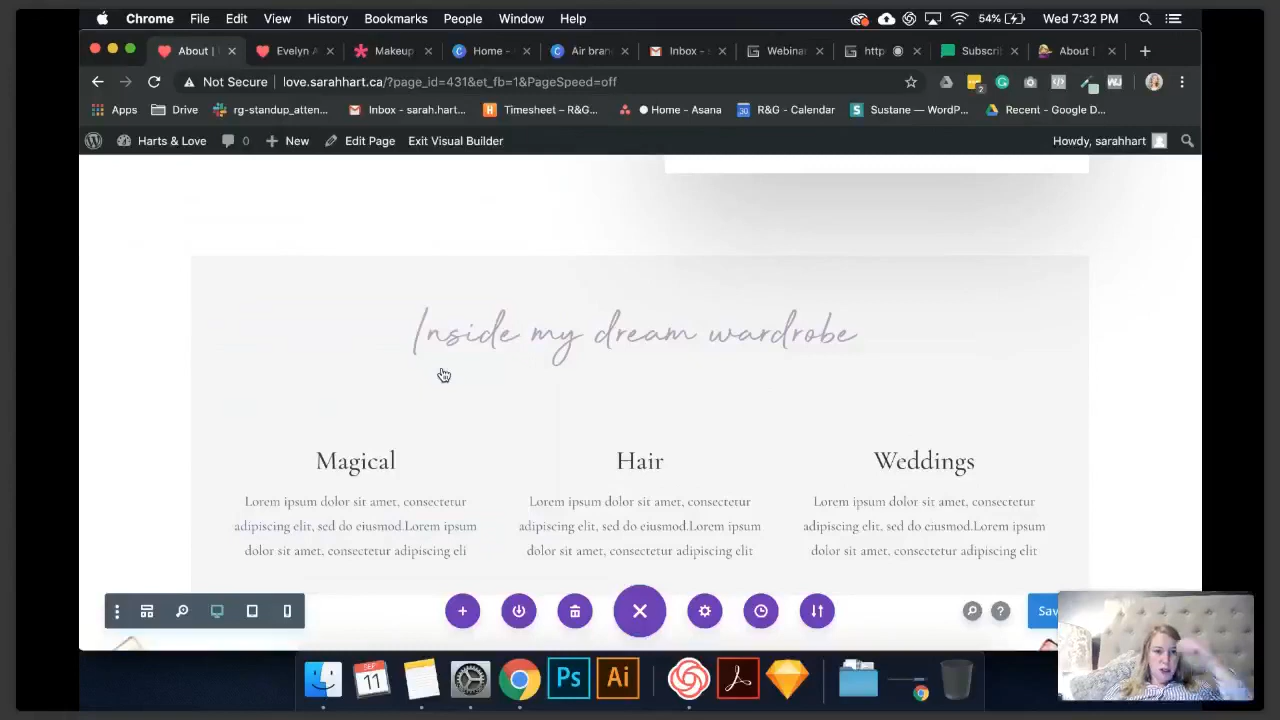 Chrome File Edit View History Bookmarks People Window Help 54% Wed 7:32 PM
About | Evelyn A Makeup Home - Air bran Inbox - s Webina http Subscri About |
Not Secure love.sarahhart.ca/?page_id=431&et_fb=1&PageSpeed=off 2
Apps Drive rg-standup_atten... Inbox - sarah.hart... Timesheet – R&G... Home - Asana R&G - Calendar Sustane — WordP... Recent - Google D...
Harts & Love 0 New Edit Page Exit Visual Builder Howdy, sarahhart
Inside my dream wardrobe
Magical Hair Weddings
Lorem ipsum dolor sit amet, consectetur Lorem ipsum dolor sit amet, consectetur Lorem ipsum dolor sit amet, consectetur
adipiscing elit, sed do eiusmod.Lorem ipsum adipiscing elit, sed do eiusmod.Lorem ipsum adipiscing elit, sed do eiusmod.Lorem ipsum
dolor sit amet, consectetur adipiscing eli dolor sit amet, consectetur adipiscing elit dolor sit amet, consectetur adipiscing elit
? Sav
SEP 11 Ps Ai